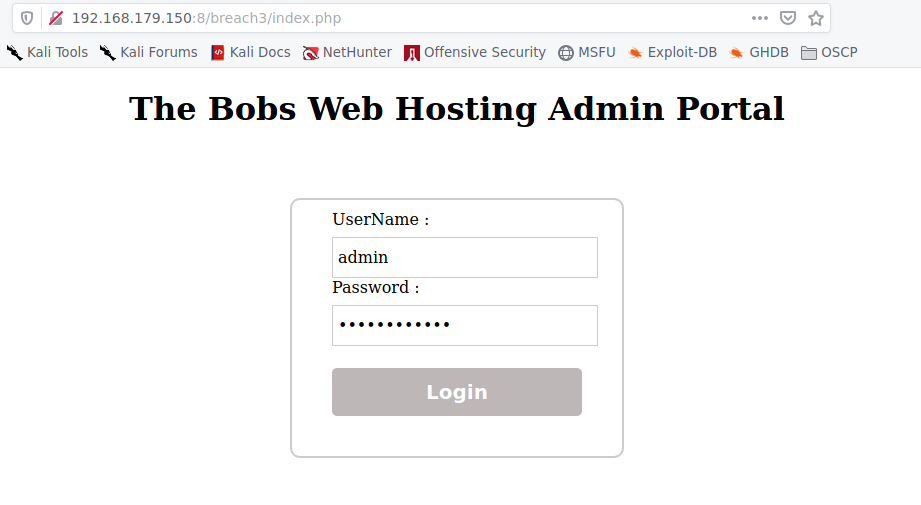 192.168.179.150:8/breach3/index.php
Kali Tools Kali Forums Kali Docs NetHunter Offensive Security MSFU Exploit-DB GHDB OSCP
The Bobs Web Hosting Admin Portal
UserName :
admin
Password :
••••••••••••
Login